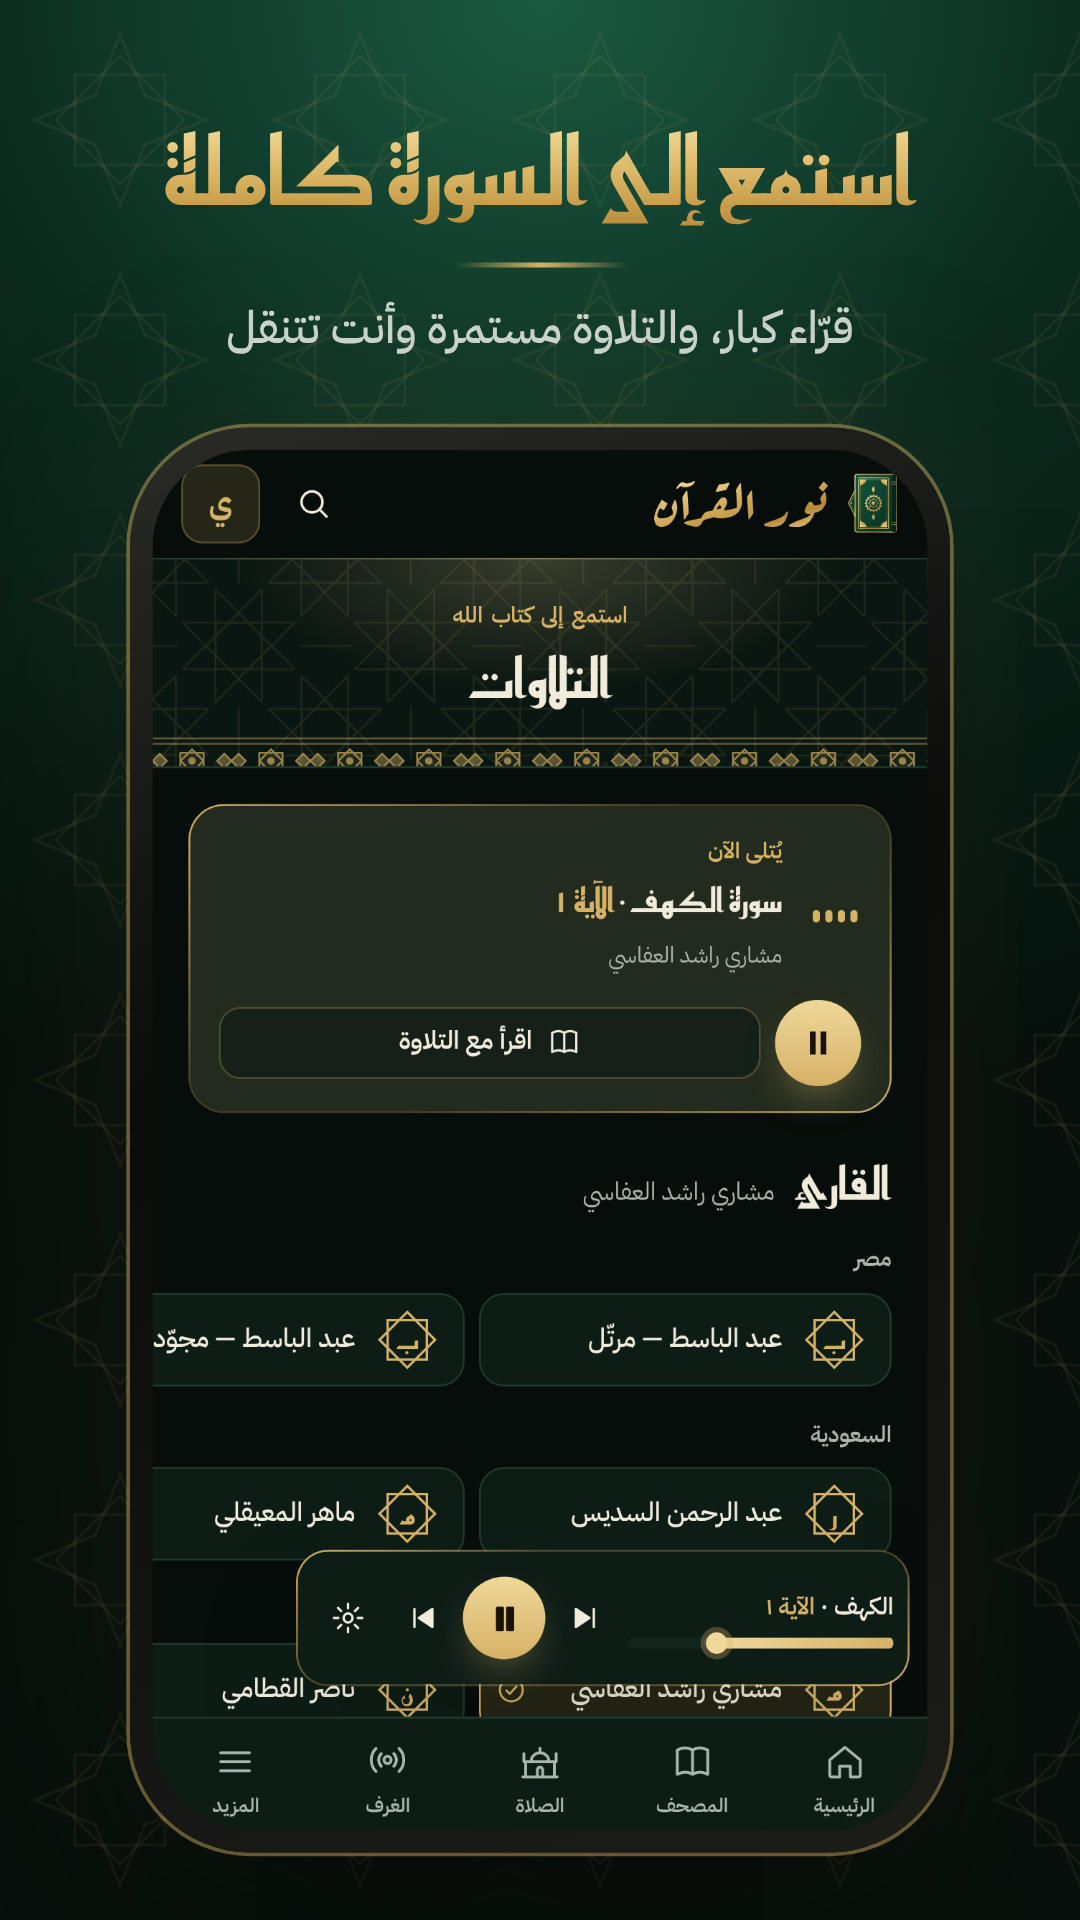 استمع إلى السورة كاملة
قرّاء كبار، والتلاوة مستمرة وأنت تتنقل
نور القرآن
ي
استمع إلى كتاب الله
التلاوات
يُتلى الآن
سورة الكهف · الآية ١
مشاري راشد العفاسي
اقرأ مع التلاوة
القارئ مشاري راشد العفاسي
مصر
ب عبد الباسط — مرتّل
ب عبد الباسط — مجوّد
السعودية
ر عبد الرحمن السديس
م ماهر المعيقلي
الكهف · الآية ١
م مشاري راشد العفاسي
ن ناصر القطامي
الرئيسية
المصحف
الصلاة
الغرف
المزيد